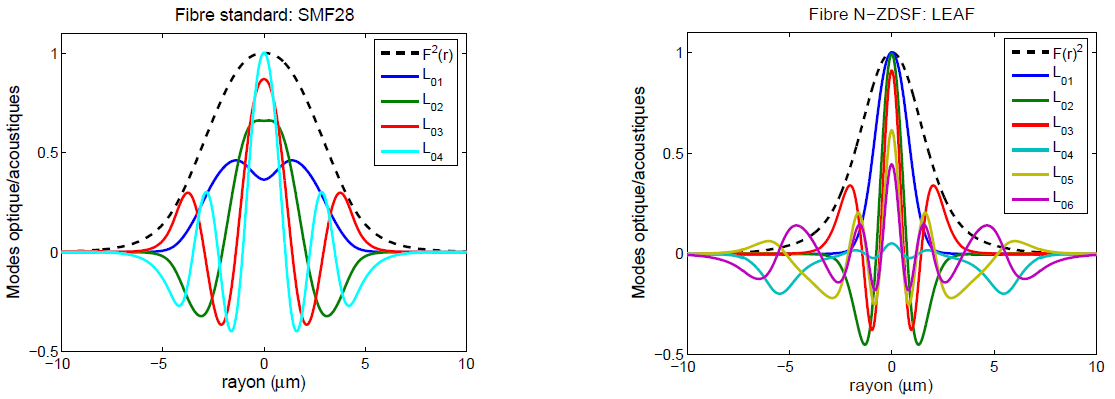 Fibre standard: SMF28
Modes optique/acoustiques
1
0.5
0
−0.5
−10
−5
0
5
10
rayon (μm)
F²(r)
L₀₁
L₀₂
L₀₃
L₀₄
Fibre N−ZDSF: LEAF
Modes optique/acoustiques
1
0.5
0
−0.5
−10
−5
0
5
10
rayon (μm)
F(r)²
L₀₁
L₀₂
L₀₃
L₀₄
L₀₅
L₀₆